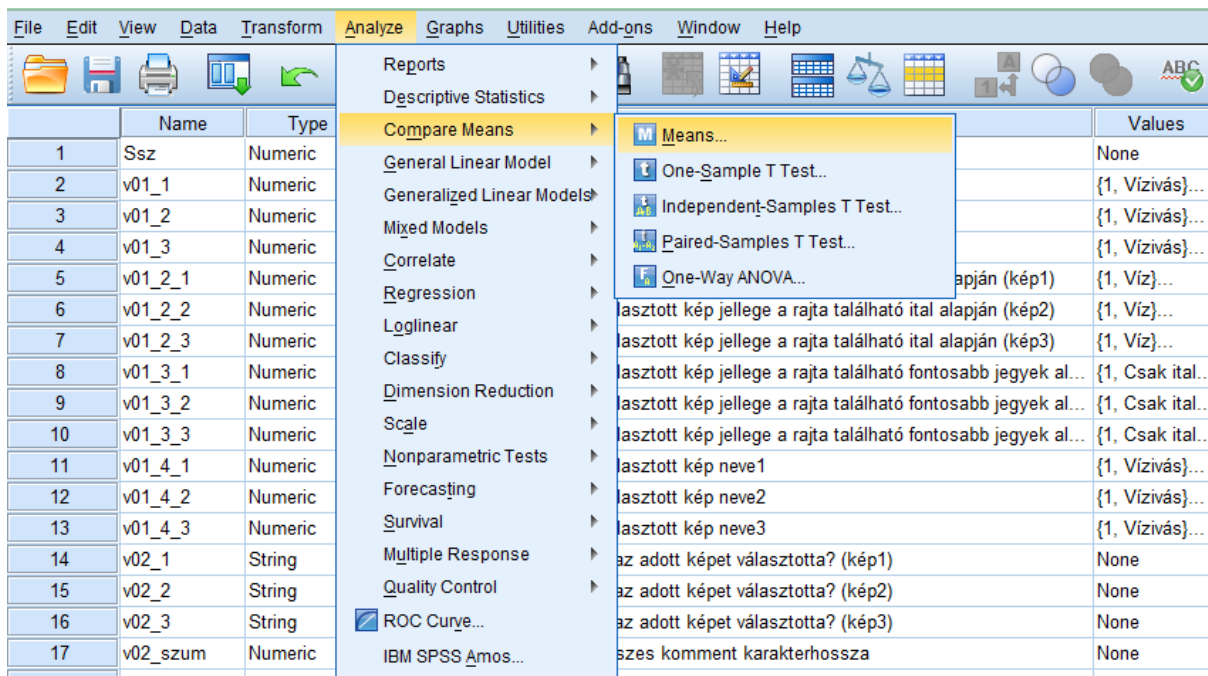 File Edit View Data Transform Analyze Graphs Utilities Add-ons Window Help
A
1
ABC
Name Type Values
Reports
Descriptive Statistics
Compare Means
General Linear Model
Generalized Linear Models
Mixed Models
Correlate
Regression
Loglinear
Classify
Dimension Reduction
Scale
Nonparametric Tests
Forecasting
Survival
Multiple Response
Quality Control
ROC Curve...
IBM SPSS Amos...
M Means...
t One-Sample T Test...
Independent-Samples T Test...
Paired-Samples T Test...
One-Way ANOVA...
1 Ssz Numeric None
2 v01_1 Numeric {1, Vízivás}...
3 v01_2 Numeric {1, Vízivás}...
4 v01_3 Numeric {1, Vízivás}...
5 v01_2_1 Numeric apján (kép1) {1, Víz}...
6 v01_2_2 Numeric lasztott kép jellege a rajta található ital alapján (kép2) {1, Víz}...
7 v01_2_3 Numeric lasztott kép jellege a rajta található ital alapján (kép3) {1, Víz}...
8 v01_3_1 Numeric lasztott kép jellege a rajta található fontosabb jegyek al... {1, Csak ital...
9 v01_3_2 Numeric lasztott kép jellege a rajta található fontosabb jegyek al... {1, Csak ital...
10 v01_3_3 Numeric lasztott kép jellege a rajta található fontosabb jegyek al... {1, Csak ital...
11 v01_4_1 Numeric lasztott kép neve1 {1, Vízivás}...
12 v01_4_2 Numeric lasztott kép neve2 {1, Vízivás}...
13 v01_4_3 Numeric lasztott kép neve3 {1, Vízivás}...
14 v02_1 String az adott képet választotta? (kép1) None
15 v02_2 String az adott képet választotta? (kép2) None
16 v02_3 String az adott képet választotta? (kép3) None
17 v02_szum Numeric szes komment karakterhossza None